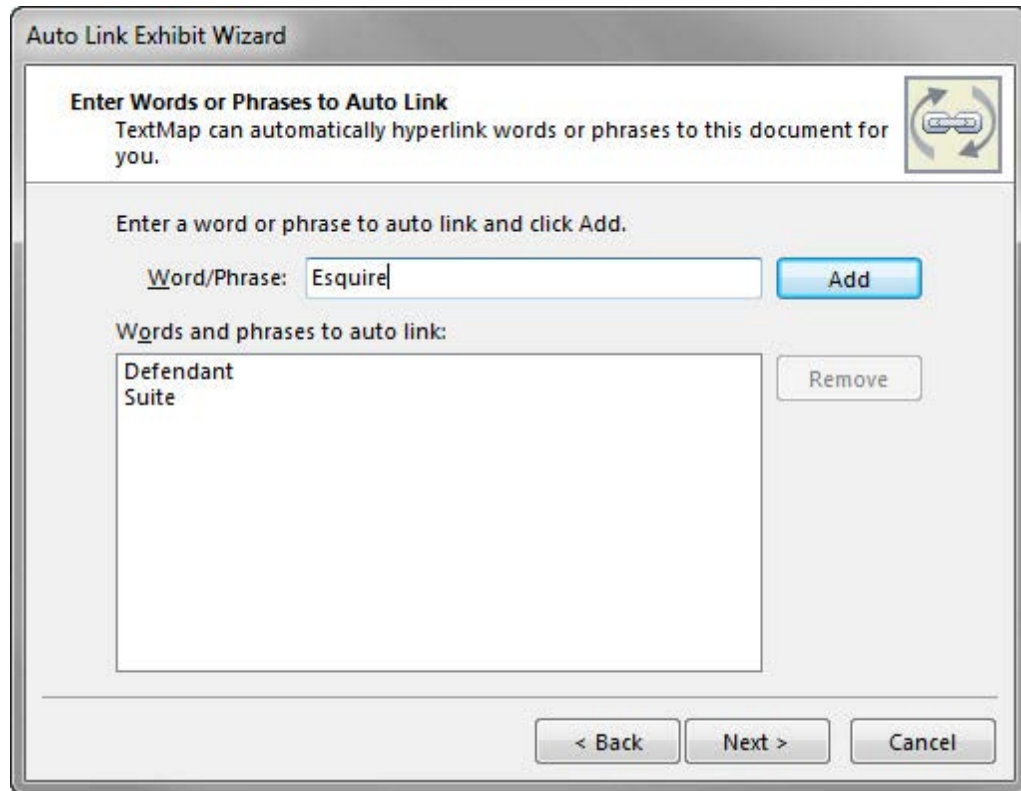 Auto Link Exhibit Wizard
Enter Words or Phrases to Auto Link
TextMap can automatically hyperlink words or phrases to this document for
you.
Enter a word or phrase to auto link and click Add.
Word/Phrase: Esquire Add
Words and phrases to auto link:
Defendant
Remove
Suite
< Back Next > Cancel